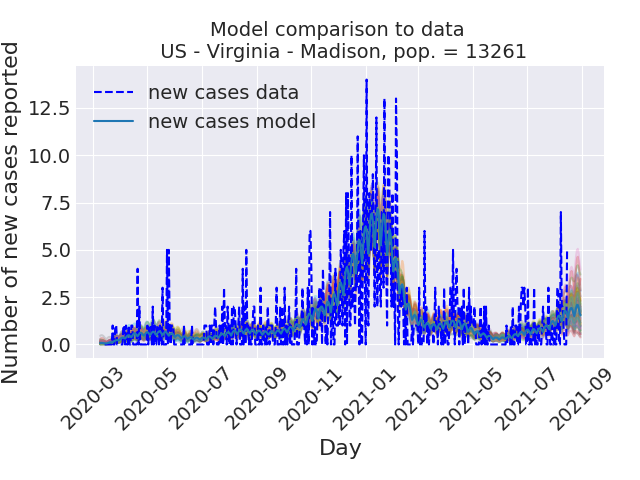 Model comparison to data
US - Virginia - Madison, pop. = 13261
Number of new cases reported
12.5
10.0
7.5
5.0
2.5
0.0
new cases data
new cases model
2020-03
2020-05
2020-07
2020-09
2020-11
2021-01
2021-03
2021-05
2021-07
2021-09
Day